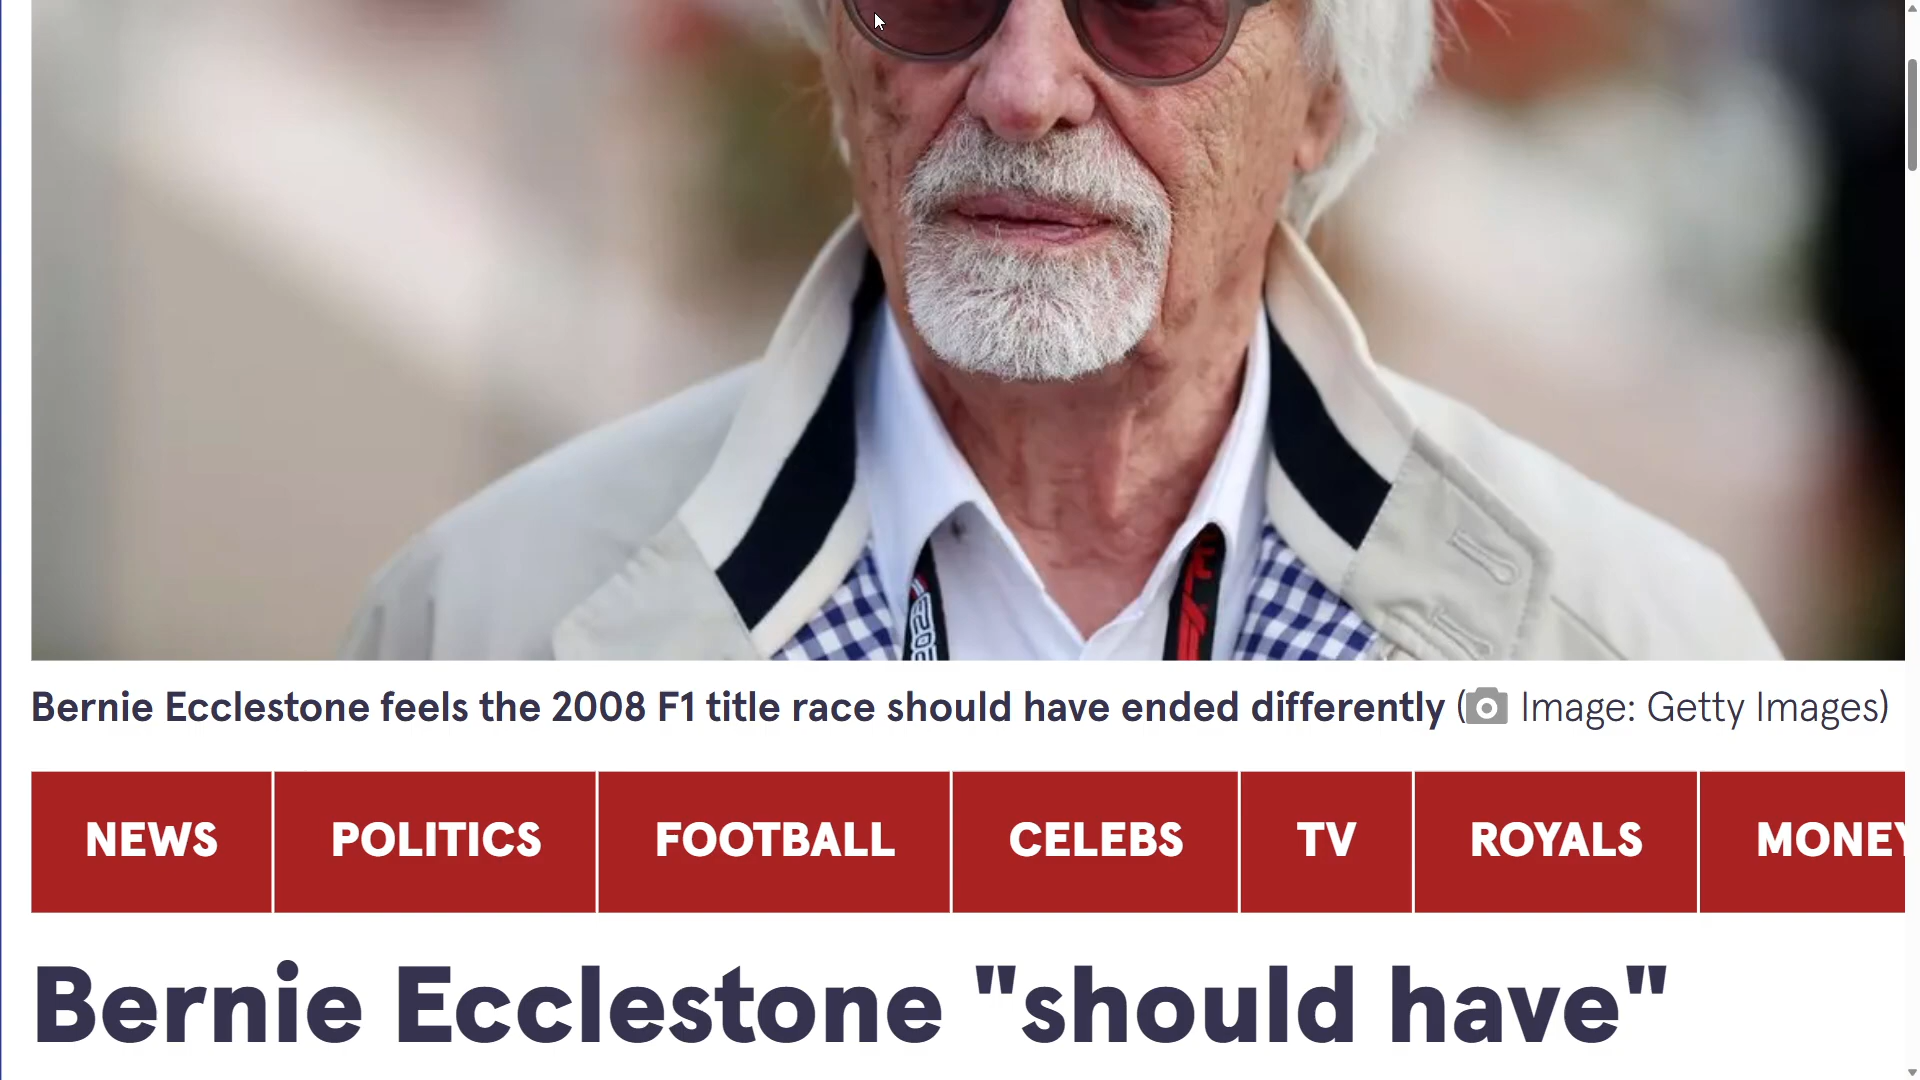 Bernie Ecclestone feels the 2008 F1 title race should have ended differently ( Image: Getty Images)
NEWS POLITICS FOOTBALL CELEBS TV ROYALS MONEY
Bernie Ecclestone "should have"